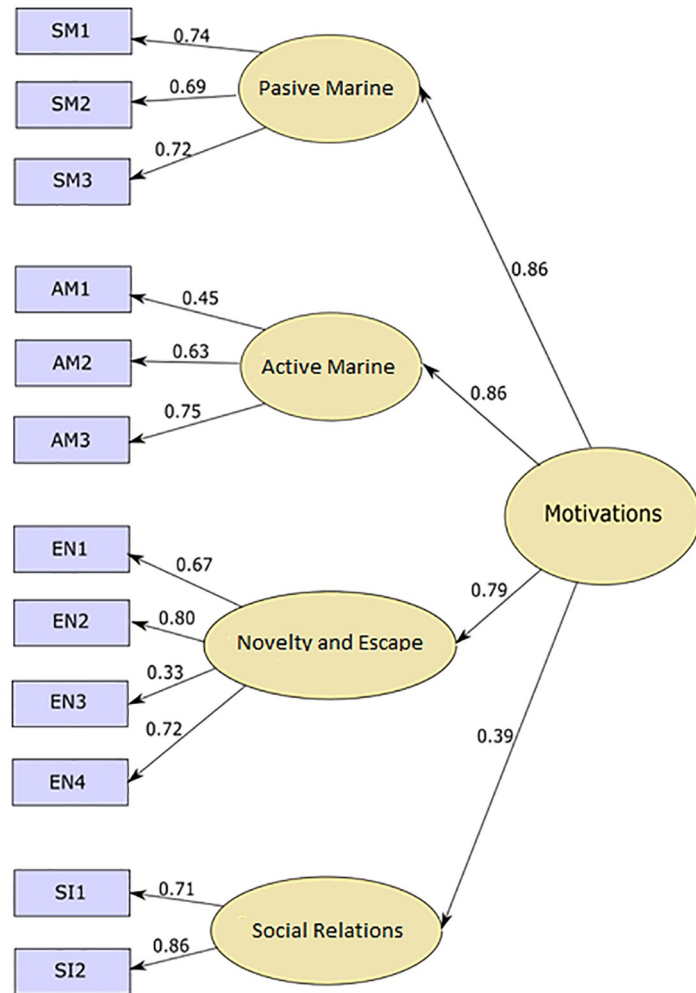 SM1
0.74
Pasive Marine
SM2
0.69
SM3
0.72
0.86
AM1
0.45
AM2
0.63
Active Marine
AM3
0.75
0.86
Motivations
EN1
0.67
EN2
0.80
Novelty and Escape
0.79
EN3
0.33
EN4
0.72
0.39
SI1
0.71
Social Relations
SI2
0.86